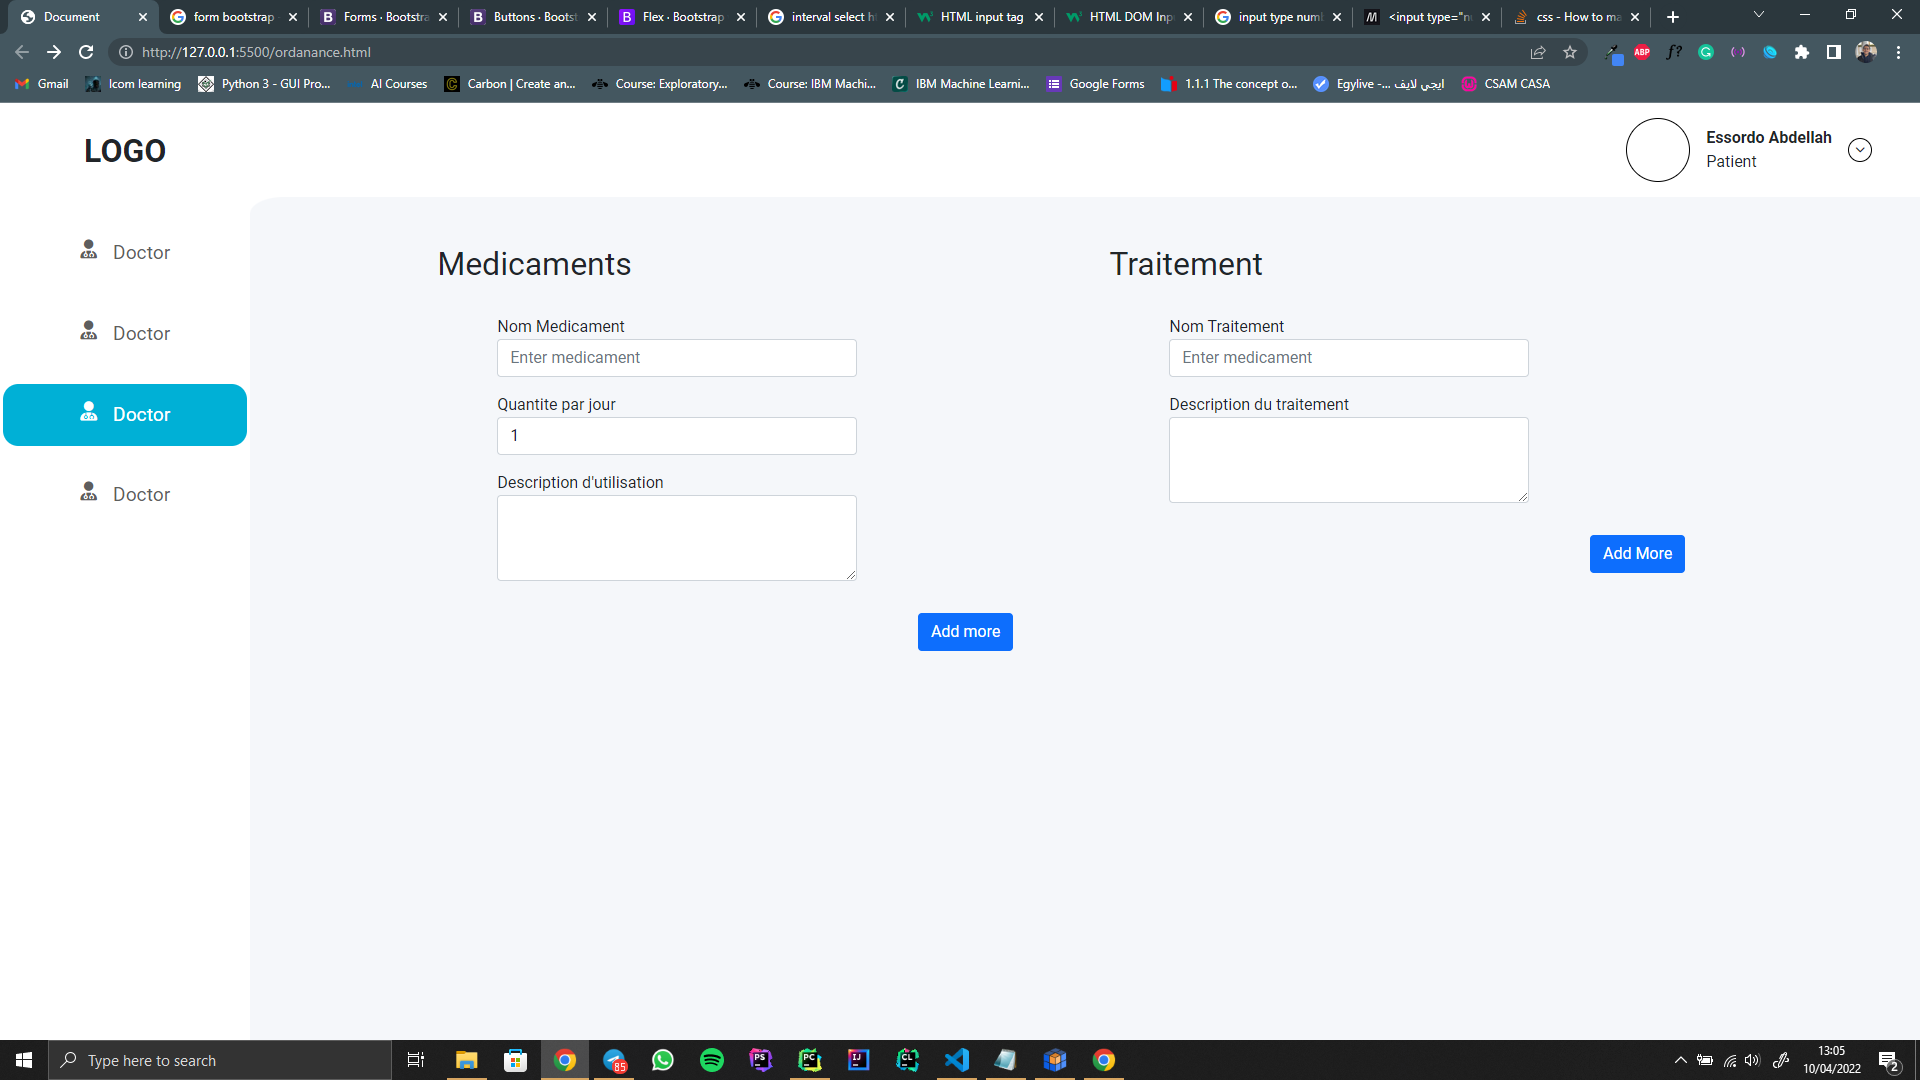 Document
form bootstrap
Forms · Bootstra
Buttons · Bootst
Flex · Bootstrap
interval select h
HTML input tag
HTML DOM Inp
input type num
<input type="nu
css - How to ma
http://127.0.0.1:5500/ordanance.html
Gmail
Icom learning
Python 3 - GUI Pro...
AI Courses
Carbon | Create an...
Course: Exploratory...
Course: IBM Machi...
IBM Machine Learni...
Google Forms
1.1.1 The concept o...
Egylive -... ايجي لايف
CSAM CASA
LOGO
Essordo Abdellah
Patient
Doctor
Doctor
Doctor
Doctor
Medicaments
Nom Medicament
Enter medicament
Quantite par jour
1
Description d'utilisation
Add more
Traitement
Nom Traitement
Enter medicament
Description du traitement
Add More
Type here to search
85
13:05
10/04/2022
2